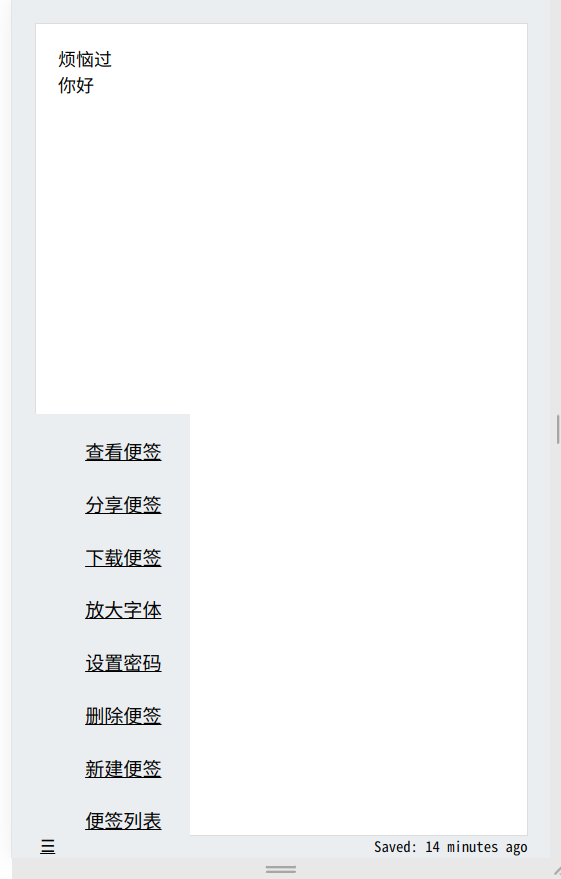 烦恼过
你好
查看便签
分享便签
下载便签
放大字体
设置密码
删除便签
新建便签
便签列表
☰ Saved: 14 minutes ago